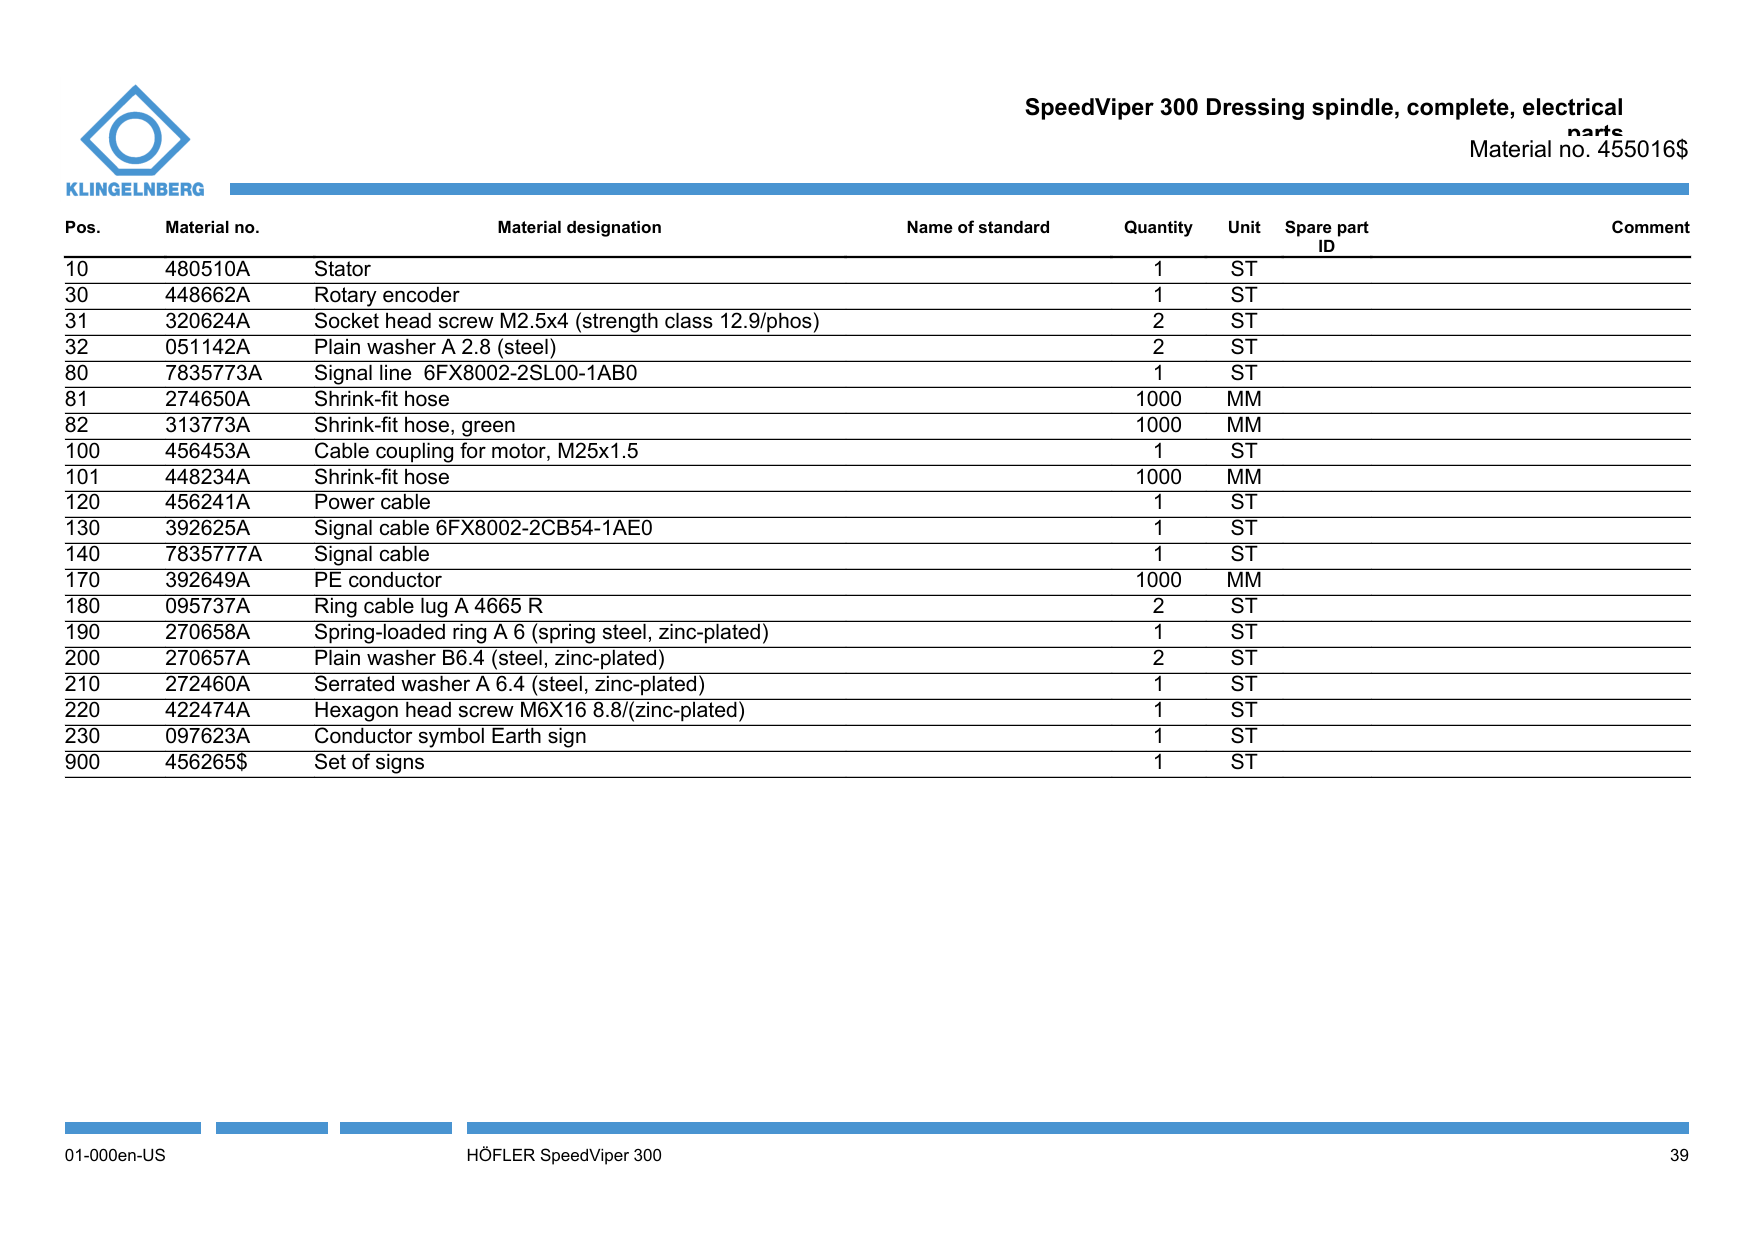 KLINGELNBERG
SpeedViper 300 Dressing spindle, complete, electrical
parts
Material no. 455016$
Pos. Material no. Material designation Name of standard Quantity Unit Spare part ID Comment
10 480510A Stator 1 ST
30 448662A Rotary encoder 1 ST
31 320624A Socket head screw M2.5x4 (strength class 12.9/phos) 2 ST
32 051142A Plain washer A 2.8 (steel) 2 ST
80 7835773A Signal line  6FX8002-2SL00-1AB0 1 ST
81 274650A Shrink-fit hose 1000 MM
82 313773A Shrink-fit hose, green 1000 MM
100 456453A Cable coupling for motor, M25x1.5 1 ST
101 448234A Shrink-fit hose 1000 MM
120 456241A Power cable 1 ST
130 392625A Signal cable 6FX8002-2CB54-1AE0 1 ST
140 7835777A Signal cable 1 ST
170 392649A PE conductor 1000 MM
180 095737A Ring cable lug A 4665 R 2 ST
190 270658A Spring-loaded ring A 6 (spring steel, zinc-plated) 1 ST
200 270657A Plain washer B6.4 (steel, zinc-plated) 2 ST
210 272460A Serrated washer A 6.4 (steel, zinc-plated) 1 ST
220 422474A Hexagon head screw M6X16 8.8/(zinc-plated) 1 ST
230 097623A Conductor symbol Earth sign 1 ST
900 456265$ Set of signs 1 ST
01-000en-US HÖFLER SpeedViper 300 39